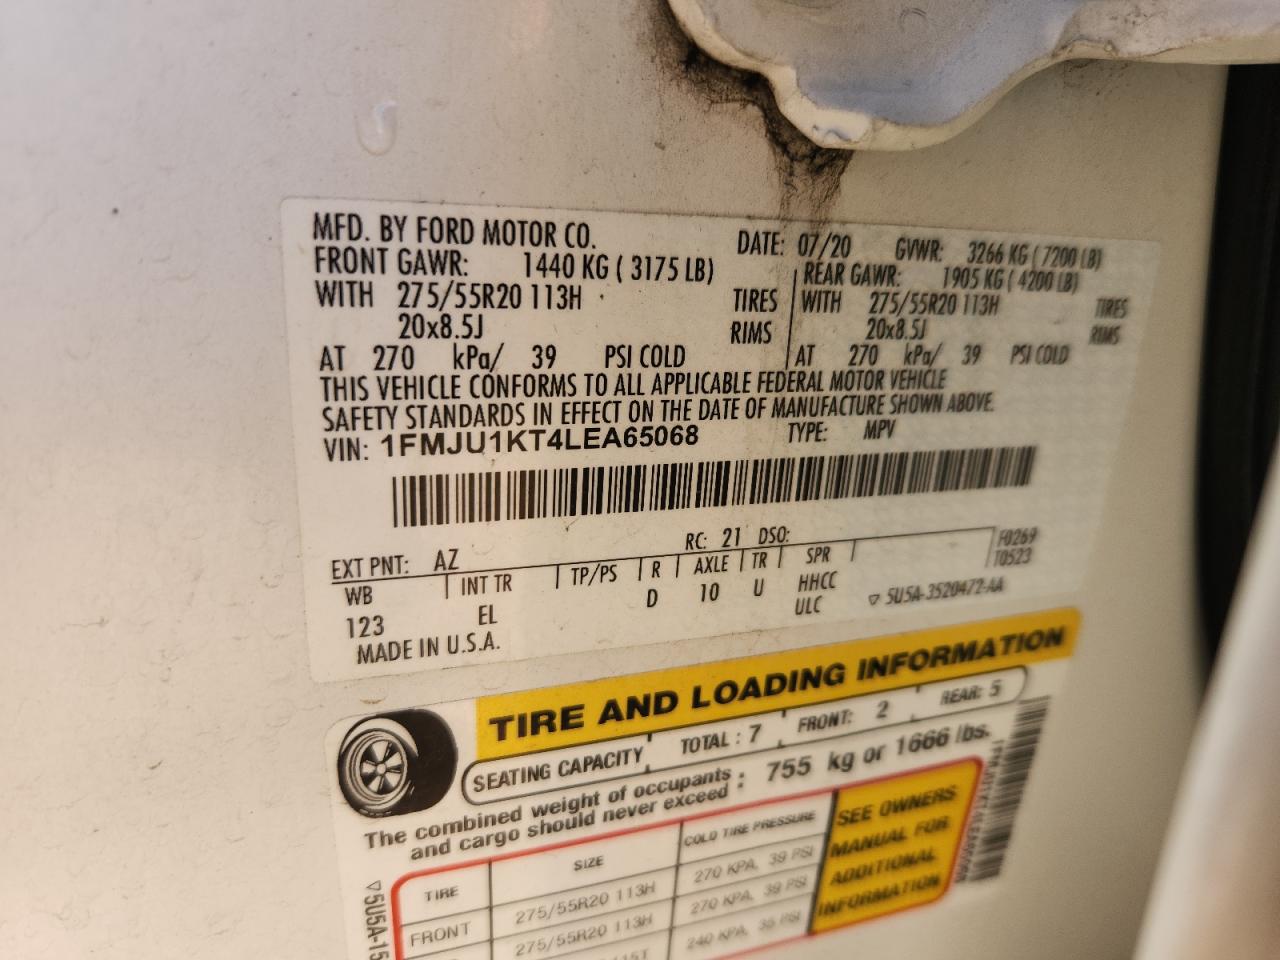 MFD. BY FORD MOTOR CO. DATE: 07/20 GVWR: 3266 KG ( 7200 LB)
FRONT GAWR: 1440 KG ( 3175 LB) REAR GAWR: 1905 KG ( 4200 LB)
WITH 275/55R20 113H TIRES WITH 275/55R20 113H TIRES
20x8.5J RIMS 20x8.5J RIMS
AT 270 kPa/ 39 PSI COLD AT 270 kPa/ 39 PSI COLD
THIS VEHICLE CONFORMS TO ALL APPLICABLE FEDERAL MOTOR VEHICLE
SAFETY STANDARDS IN EFFECT ON THE DATE OF MANUFACTURE SHOWN ABOVE.
VIN: 1FMJU1KT4LEA65068 TYPE: MPV
EXT PNT: AZ RC: 21 DSO: F0269
T0523
WB INT TR TP/PS R AXLE TR SPR
123 EL D 10 U HHCC
ULC ▽ 5U5A-3520472-AA
MADE IN U.S.A.
TIRE AND LOADING INFORMATION
SEATING CAPACITY TOTAL : 7 FRONT: 2 REAR: 5
The combined weight of occupants and cargo should never exceed : 755 kg or 1666 lbs.
TIRE SIZE COLD TIRE PRESSURE
FRONT 275/55R20 113H 270 KPA, 39 PSI
275/55R20 113H 270 KPA, 39 PSI
115T 240 KPA, 35 PSI
SEE OWNERS
MANUAL FOR
ADDITIONAL
INFORMATION
▽5U5A-15